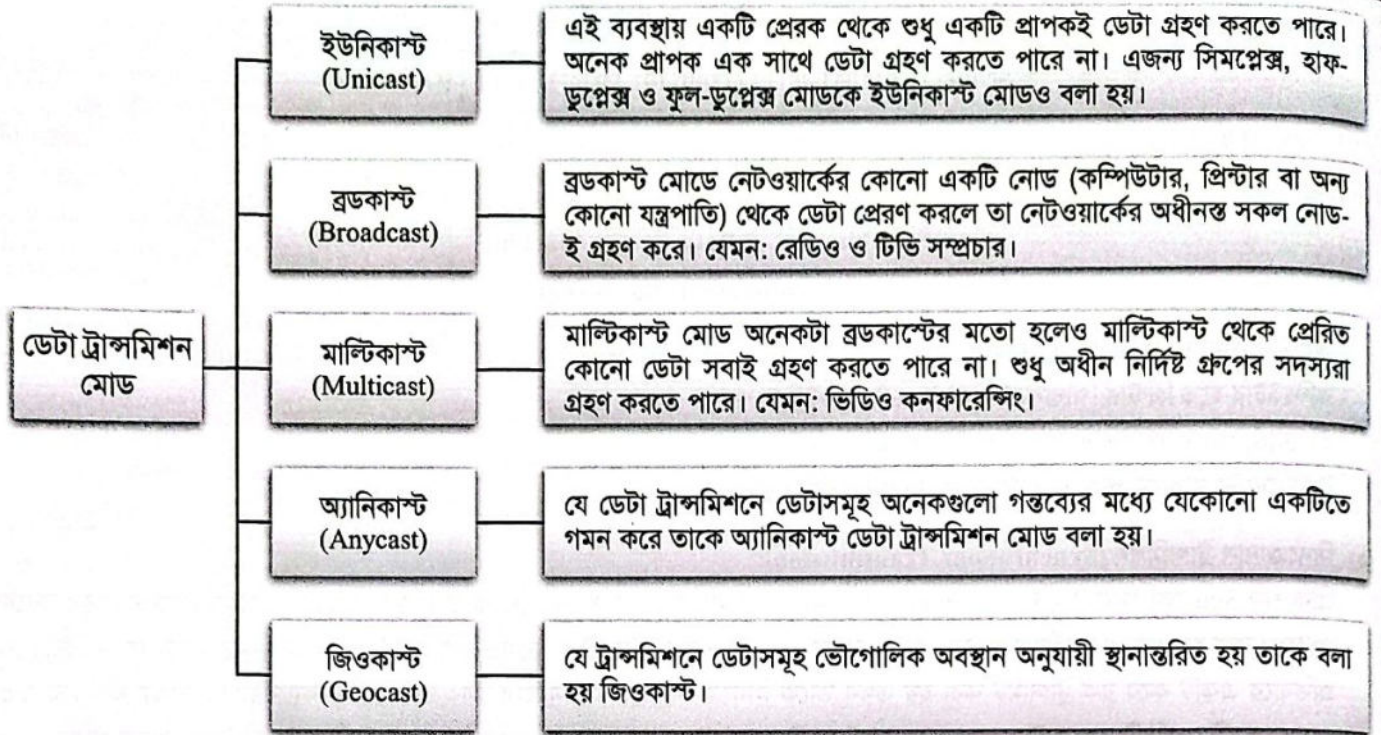 ডেটা ট্রান্সমিশন
মোড
ইউনিকাস্ট
(Unicast)
এই ব্যবস্থায় একটি প্রেরক থেকে শুধু একটি প্রাপকই ডেটা গ্রহণ করতে পারে।
অনেক প্রাপক এক সাথে ডেটা গ্রহণ করতে পারে না। এজন্য সিমপ্লেক্স, হাফ-
ডুপ্লেক্স ও ফুল-ডুপ্লেক্স মোডকে ইউনিকাস্ট মোডও বলা হয়।
ব্রডকাস্ট
(Broadcast)
ব্রডকাস্ট মোডে নেটওয়ার্কের কোনো একটি নোড (কম্পিউটার, প্রিন্টার বা অন্য
কোনো যন্ত্রপাতি) থেকে ডেটা প্রেরণ করলে তা নেটওয়ার্কের অধীনস্ত সকল নোড-
ই গ্রহণ করে। যেমন: রেডিও ও টিভি সম্প্রচার।
মাল্টিকাস্ট
(Multicast)
মাল্টিকাস্ট মোড অনেকটা ব্রডকাস্টের মতো হলেও মাল্টিকাস্ট থেকে প্রেরিত
কোনো ডেটা সবাই গ্রহণ করতে পারে না। শুধু অধীন নির্দিষ্ট গ্রুপের সদস্যরা
গ্রহণ করতে পারে। যেমন: ভিডিও কনফারেন্সিং।
অ্যানিকাস্ট
(Anycast)
যে ডেটা ট্রান্সমিশনে ডেটাসমূহ অনেকগুলো গন্তব্যের মধ্যে যেকোনো একটিতে
গমন করে তাকে অ্যানিকাস্ট ডেটা ট্রান্সমিশন মোড বলা হয়।
জিওকাস্ট
(Geocast)
যে ট্রান্সমিশনে ডেটাসমূহ ভৌগোলিক অবস্থান অনুযায়ী স্থানান্তরিত হয় তাকে বলা
হয় জিওকাস্ট।